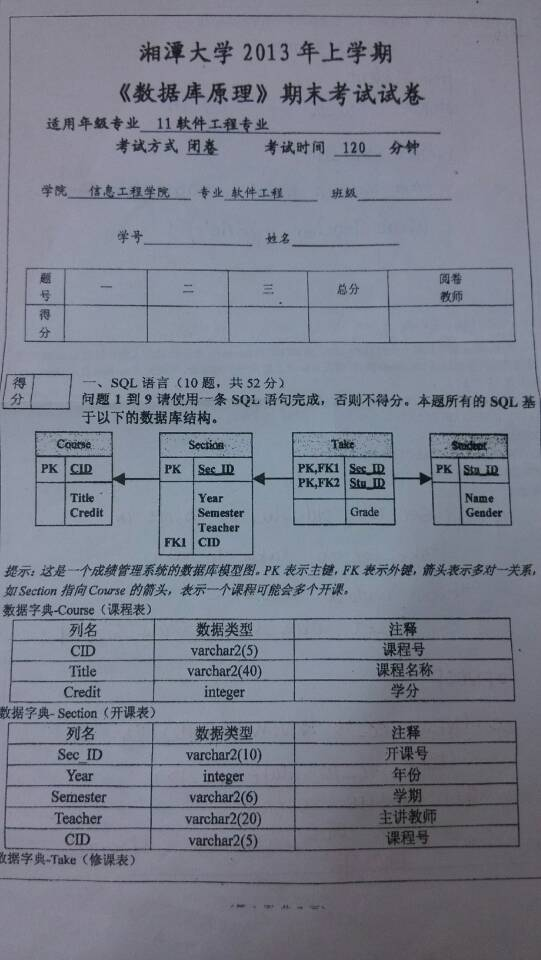 湘潭大学 2013 年上学期
《数据库原理》期末考试试卷
适用年级专业 11 软件工程专业
考试方式 闭卷 考试时间 120 分钟
学院 信息工程学院 专业 软件工程 班级
学号 姓名
题号 一 二 三 总分 阅卷教师
得分
得分
一、SQL 语言（10 题，共 52 分）
问题 1 到 9 请使用一条 SQL 语句完成，否则不得分。本题所有的 SQL 基
于以下的数据库结构。
Course Section Take Student
PK CID PK Sec_ID PK,FK1 Sec_ID PK Stu_ID
PK,FK2 Stu_ID
Title Year Name
Credit Semester Grade Gender
Teacher
FK1 CID
提示：这是一个成绩管理系统的数据库模型图。PK 表示主键，FK 表示外键，箭头表示多对一关系，
如 Section 指向 Course 的箭头，表示一个课程可能会多个开课。
数据字典-Course（课程表）
列名 数据类型 注释
CID varchar2(5) 课程号
Title varchar2(40) 课程名称
Credit integer 学分
数据字典- Section（开课表）
列名 数据类型 注释
Sec_ID varchar2(10) 开课号
Year integer 年份
Semester varchar2(6) 学期
Teacher varchar2(20) 主讲教师
CID varchar2(5) 课程号
数据字典-Take（修课表）